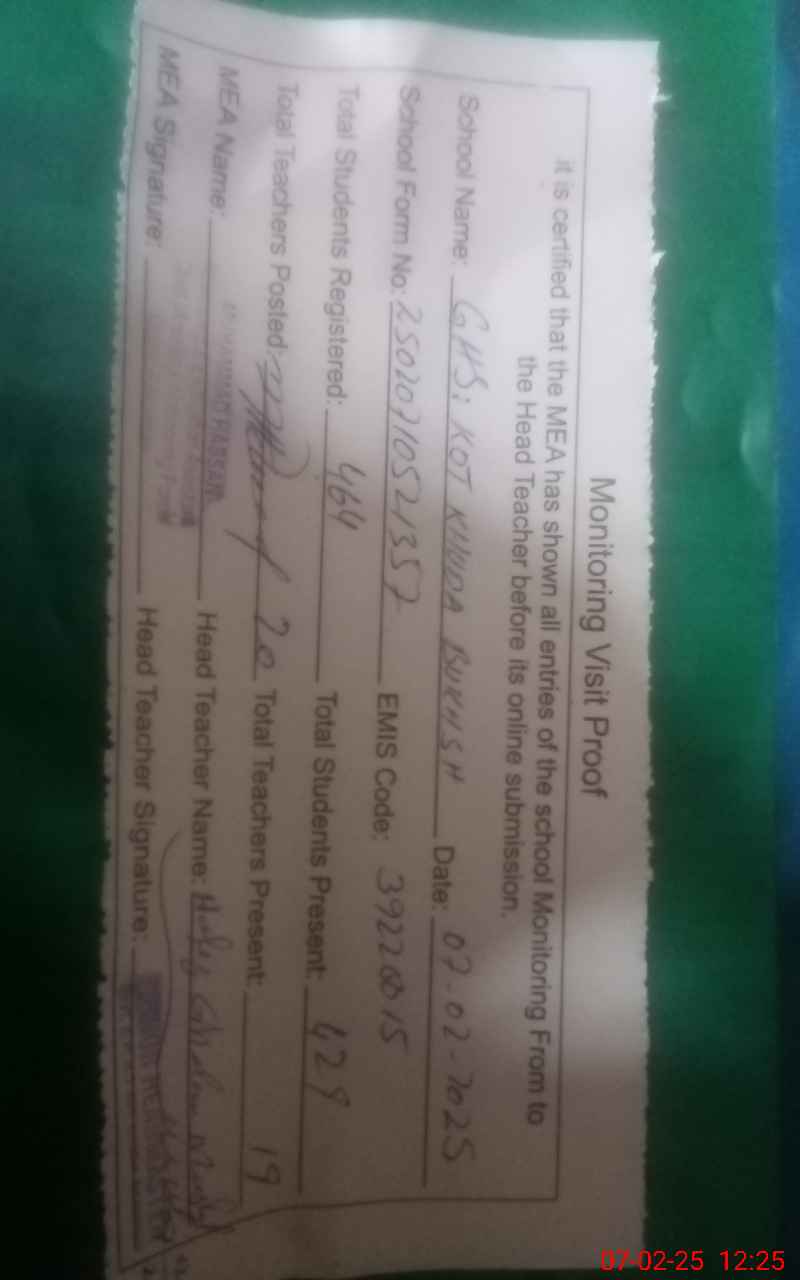 Monitoring Visit Proof
it is certified that the MEA has shown all entries of the school Monitoring From to
the Head Teacher before its online submission.
School Name: GHS: KOT KHUDA BUKHSH Date: 07-02-2025
School Form No: 25020710521357 EMIS Code: 39220015
Total Students Registered: 464 Total Students Present: 429
Total Teachers Posted: 20 Total Teachers Present: 19
MEA Name: MUHAMMAD HASSAN Head Teacher Name:
MEA Signature: Head Teacher Signature:
07-02-25 12:25